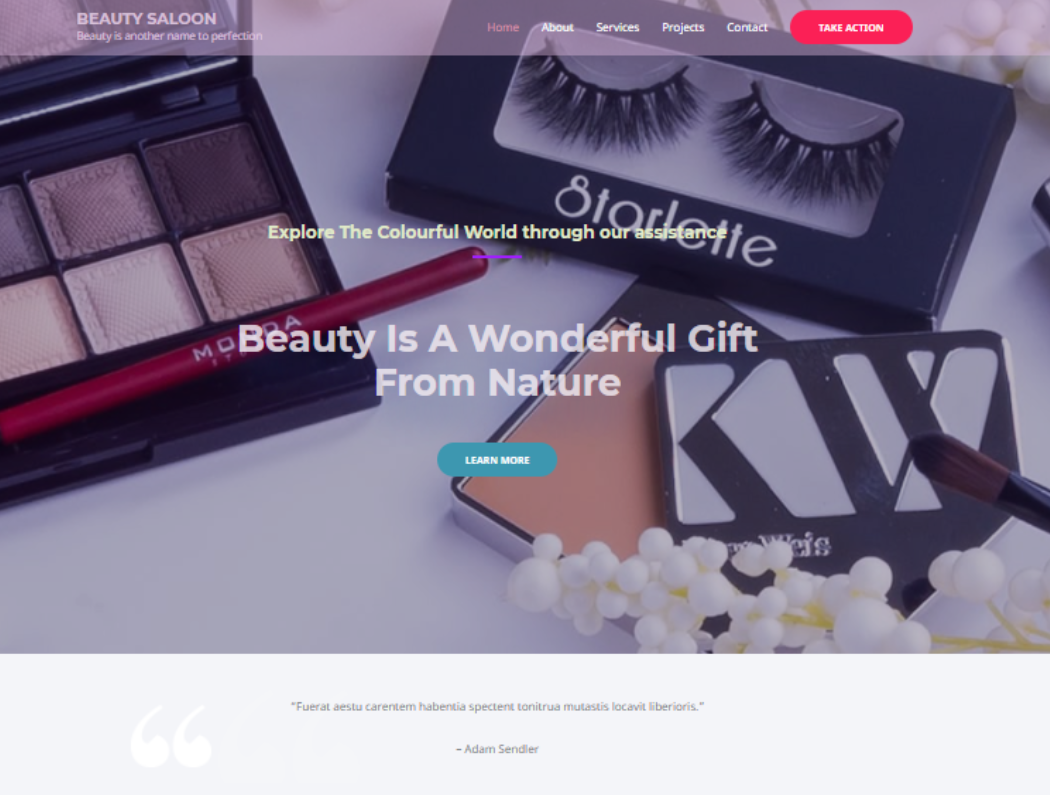 BEAUTY SALOON
Beauty is another name to perfection
Home About Services Projects Contact TAKE ACTION
Starlette
Explore The Colourful World through our assistance
MODA
Beauty Is A Wonderful Gift
From Nature
KW
LEARN MORE
Weis
“Fuerat aestu carentem habentia spectent tonitrua mutastis locavit liberioris.”
– Adam Sendler